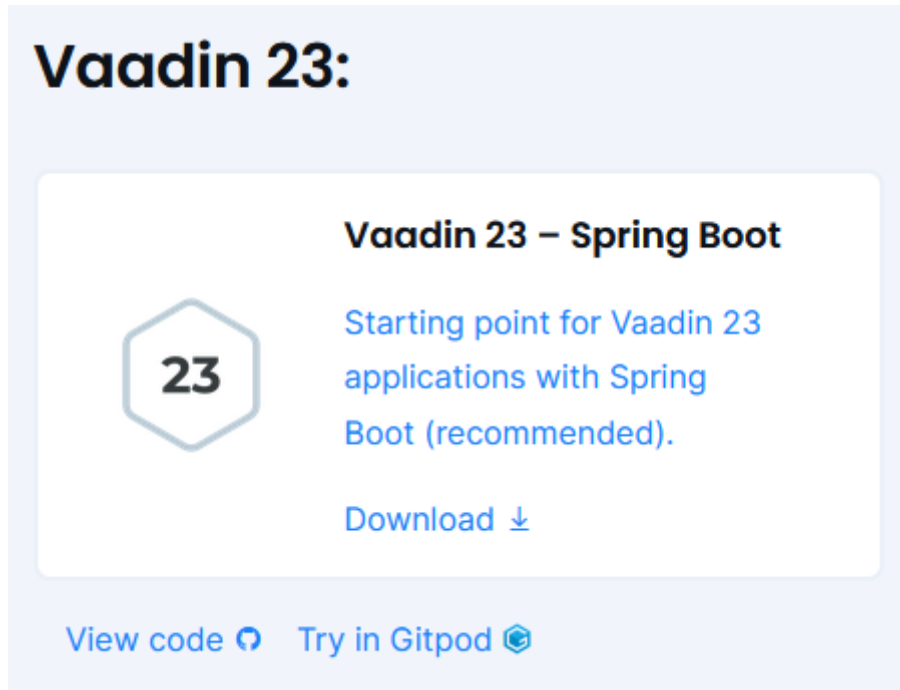 Vaadin 23:
Vaadin 23 – Spring Boot
23
Starting point for Vaadin 23
applications with Spring
Boot (recommended).
Download
View code Try in Gitpod